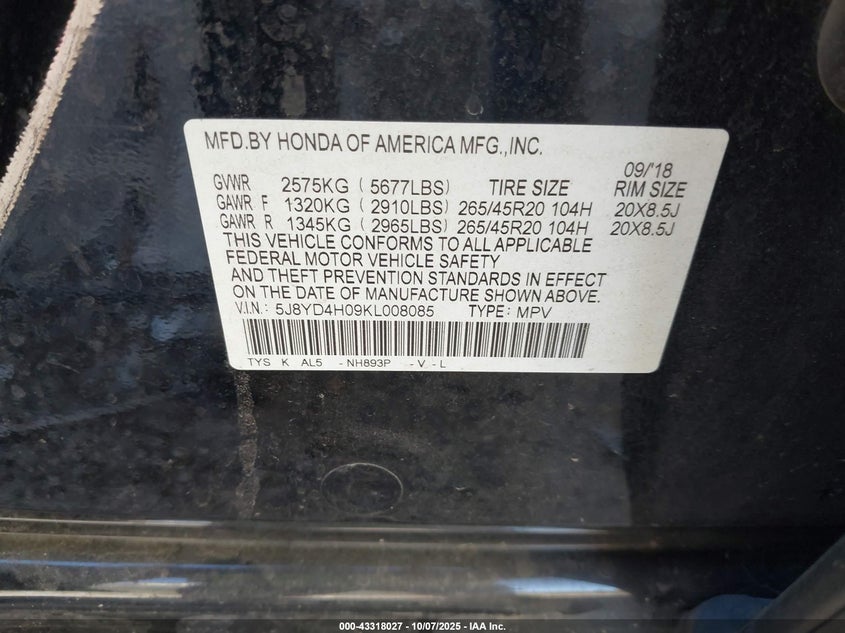 MFD.BY HONDA OF AMERICA MFG.,INC.
09/'18
GVWR 2575KG ( 5677LBS) TIRE SIZE RIM SIZE
GAWR F 1320KG ( 2910LBS) 265/45R20 104H 20X8.5J
GAWR R 1345KG ( 2965LBS) 265/45R20 104H 20X8.5J
THIS VEHICLE CONFORMS TO ALL APPLICABLE
FEDERAL MOTOR VEHICLE SAFETY
AND THEFT PREVENTION STANDARDS IN EFFECT
ON THE DATE OF MANUFACTURE SHOWN ABOVE.
V.I.N.: 5J8YD4H09KL008085 TYPE: MPV
TYS K AL5 - NH893P - V - L
000-43318027 - 10/07/2025 - IAA Inc.